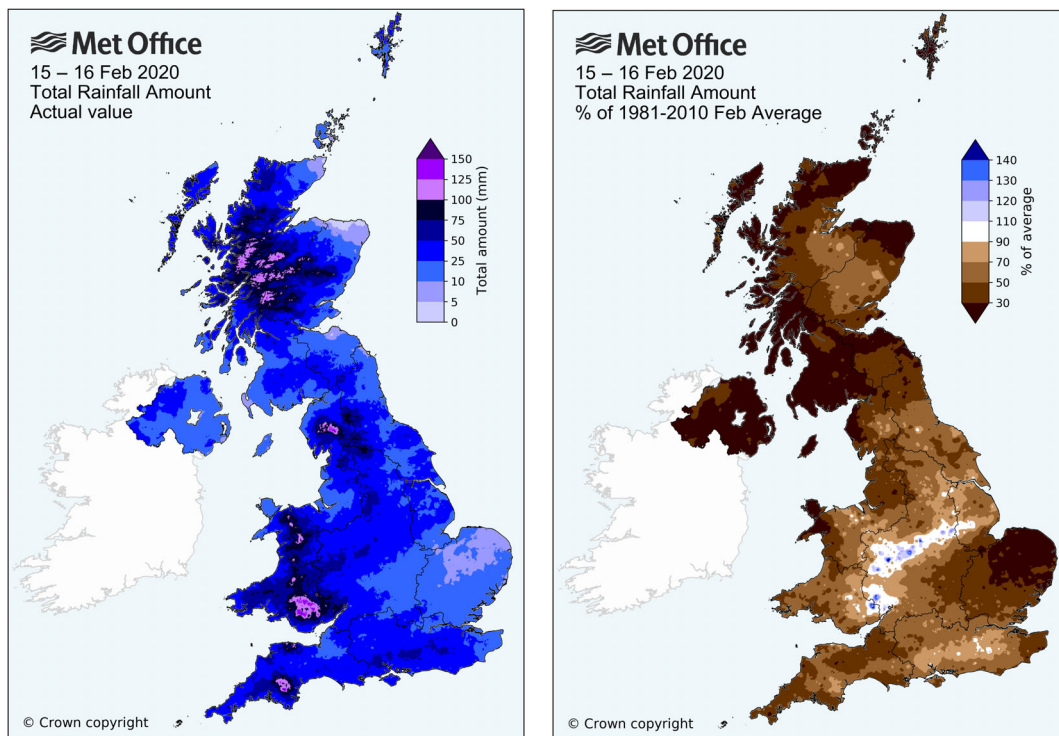 Met Office
15 – 16 Feb 2020
Total Rainfall Amount
Actual value
150
125
100
75
50
25
10
5
0
Total amount (mm)
© Crown copyright
Met Office
15 – 16 Feb 2020
Total Rainfall Amount
% of 1981-2010 Feb Average
140
130
120
110
90
70
50
30
% of average
© Crown copyright